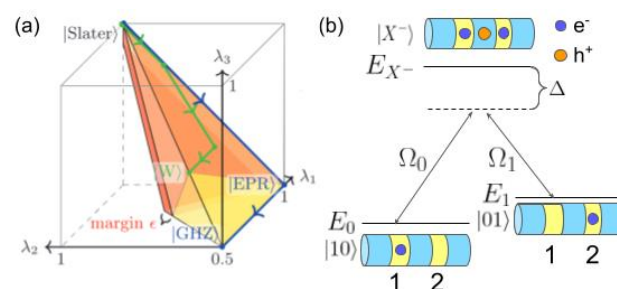 (a)
|Slater⟩
λ₃
1
|W⟩
|EPR⟩
λ₁
1
margin ϵ
|GHZ⟩
λ₂
1
0.5
(b)
|X⁻⟩
e⁻
h⁺
E_X⁻
Δ
Ω₀
Ω₁
E₀
|10⟩
1 2
E₁
|01⟩
1 2